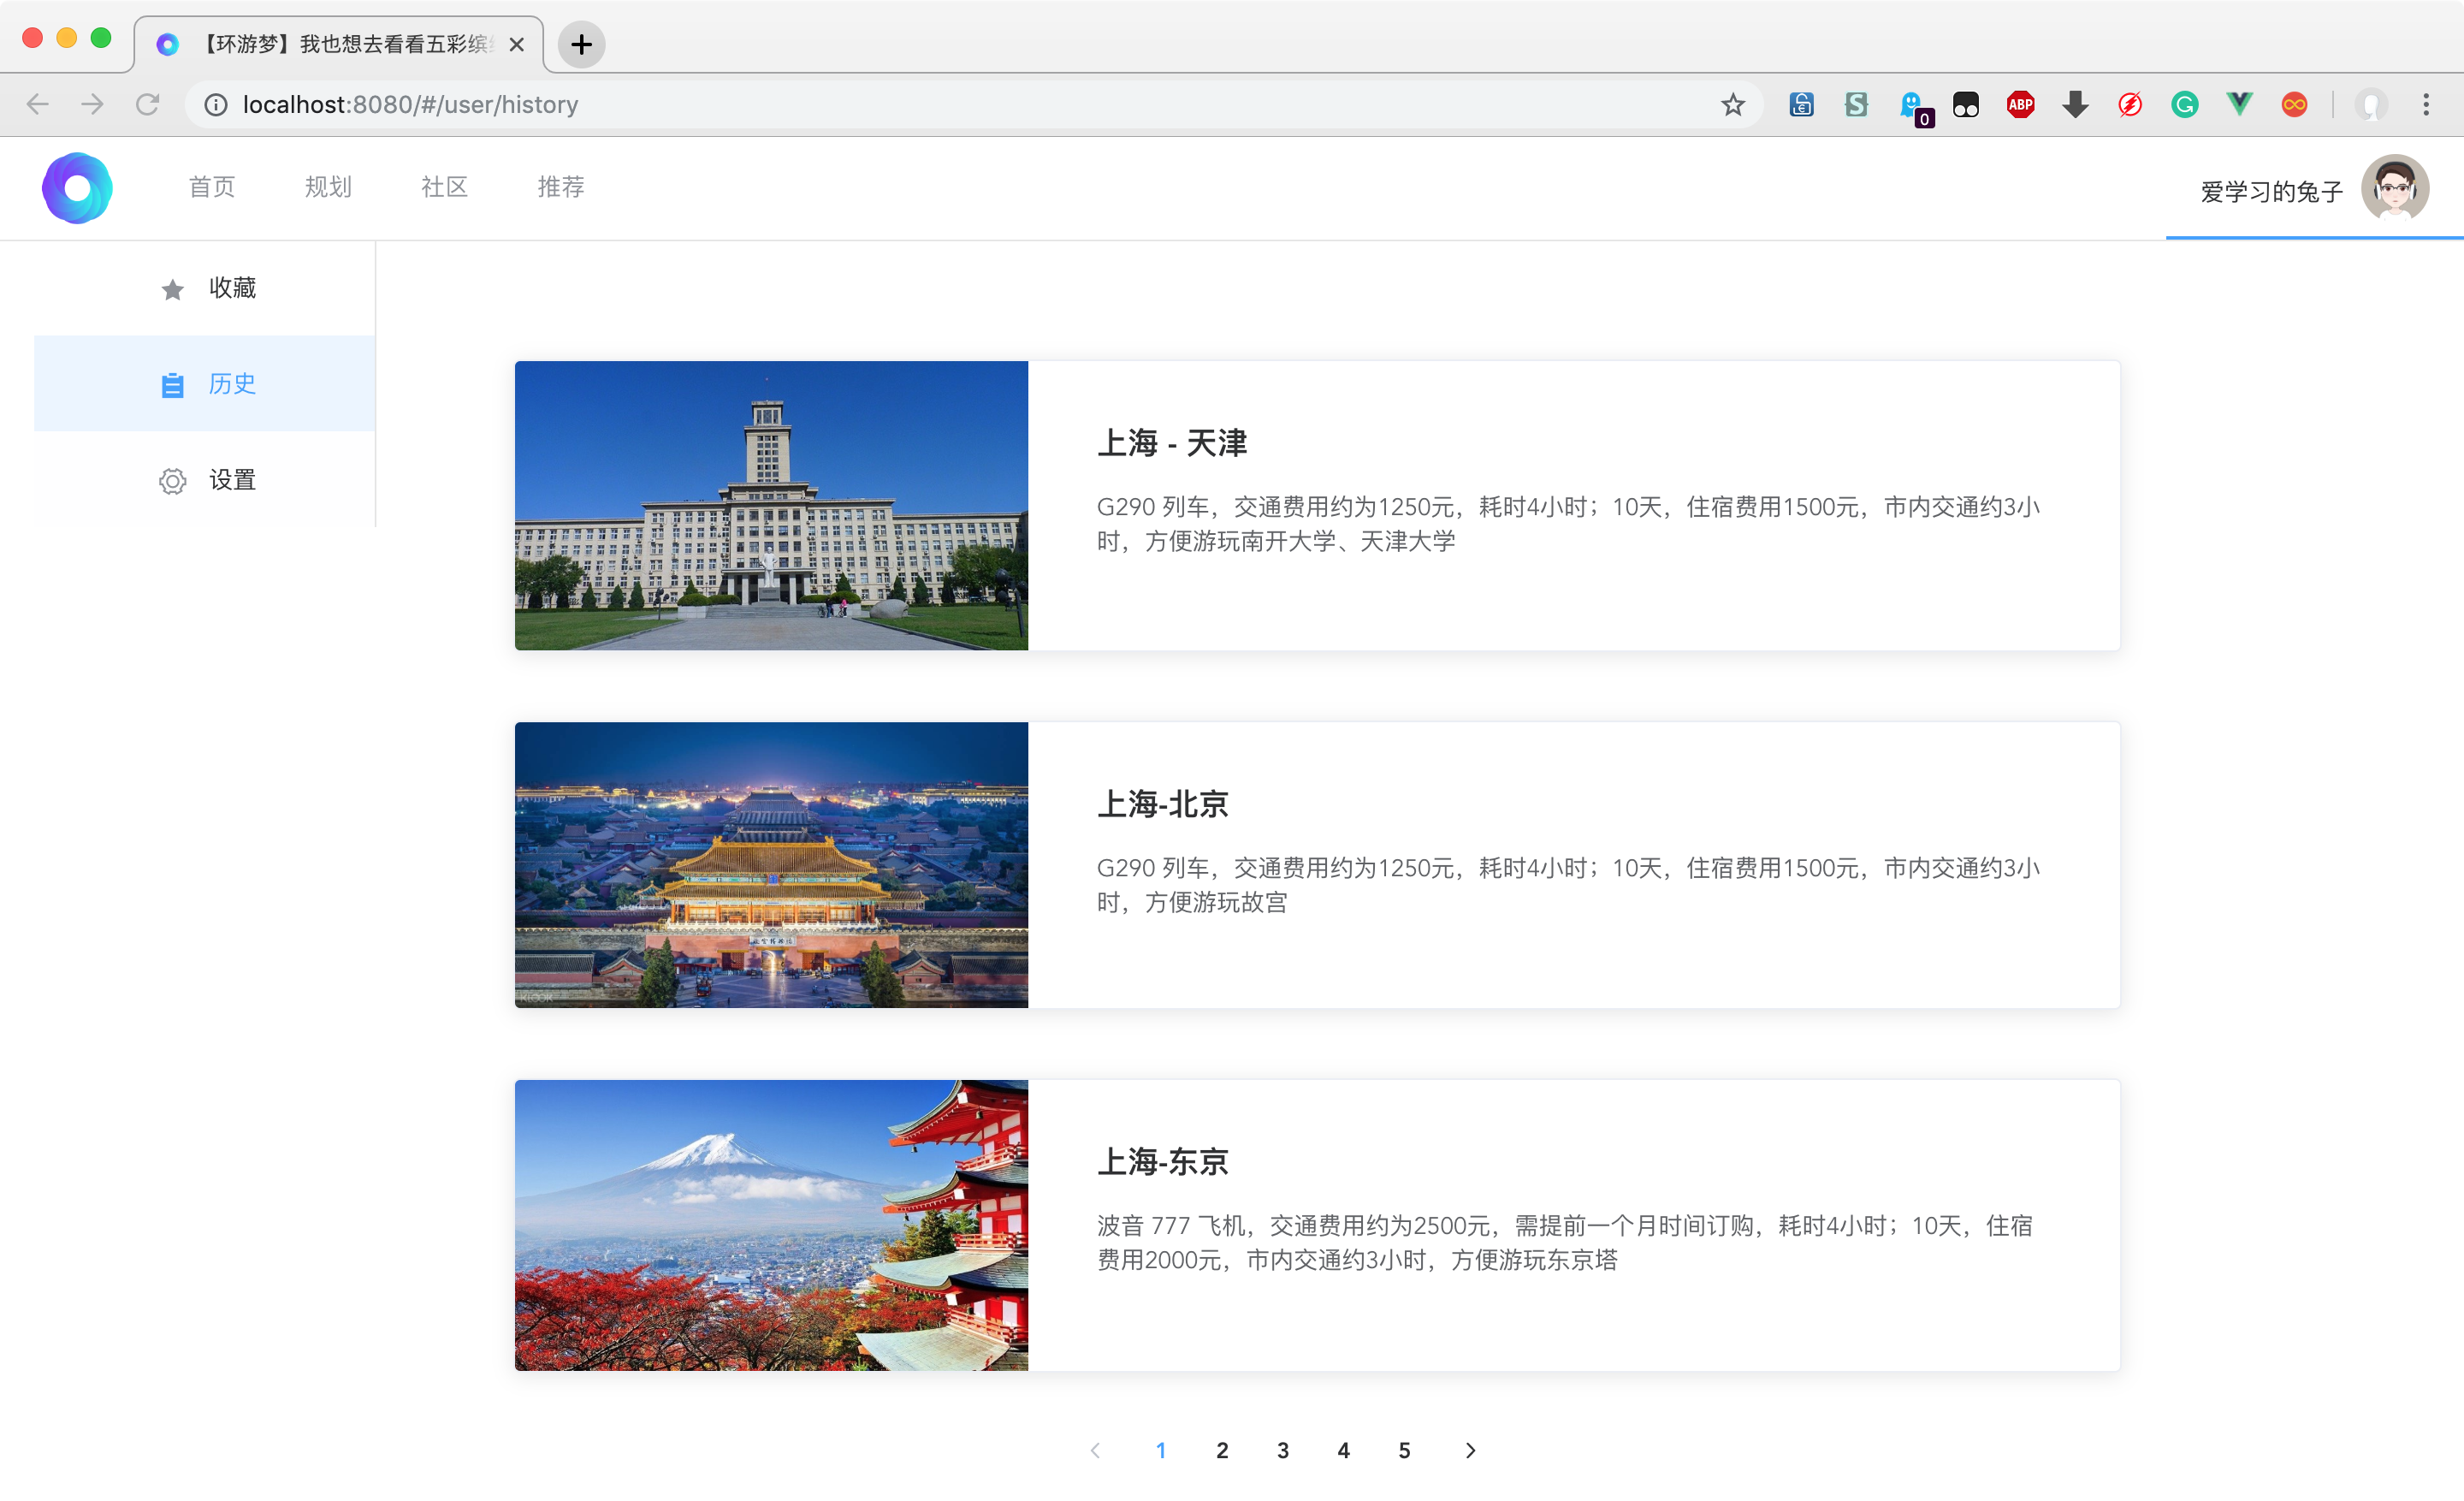 【环游梦】我也想去看看五彩缤
localhost:8080/#/user/history
0
ABP
首页 规划 社区 推荐
爱学习的兔子
收藏
历史
设置
上海 - 天津
G290 列车，交通费用约为1250元，耗时4小时；10天，住宿费用1500元，市内交通约3小
时，方便游玩南开大学、天津大学
上海-北京
G290 列车，交通费用约为1250元，耗时4小时；10天，住宿费用1500元，市内交通约3小
时，方便游玩故宫
KLOOK
上海-东京
波音 777 飞机，交通费用约为2500元，需提前一个月时间订购，耗时4小时；10天，住宿
费用2000元，市内交通约3小时，方便游玩东京塔
1 2 3 4 5